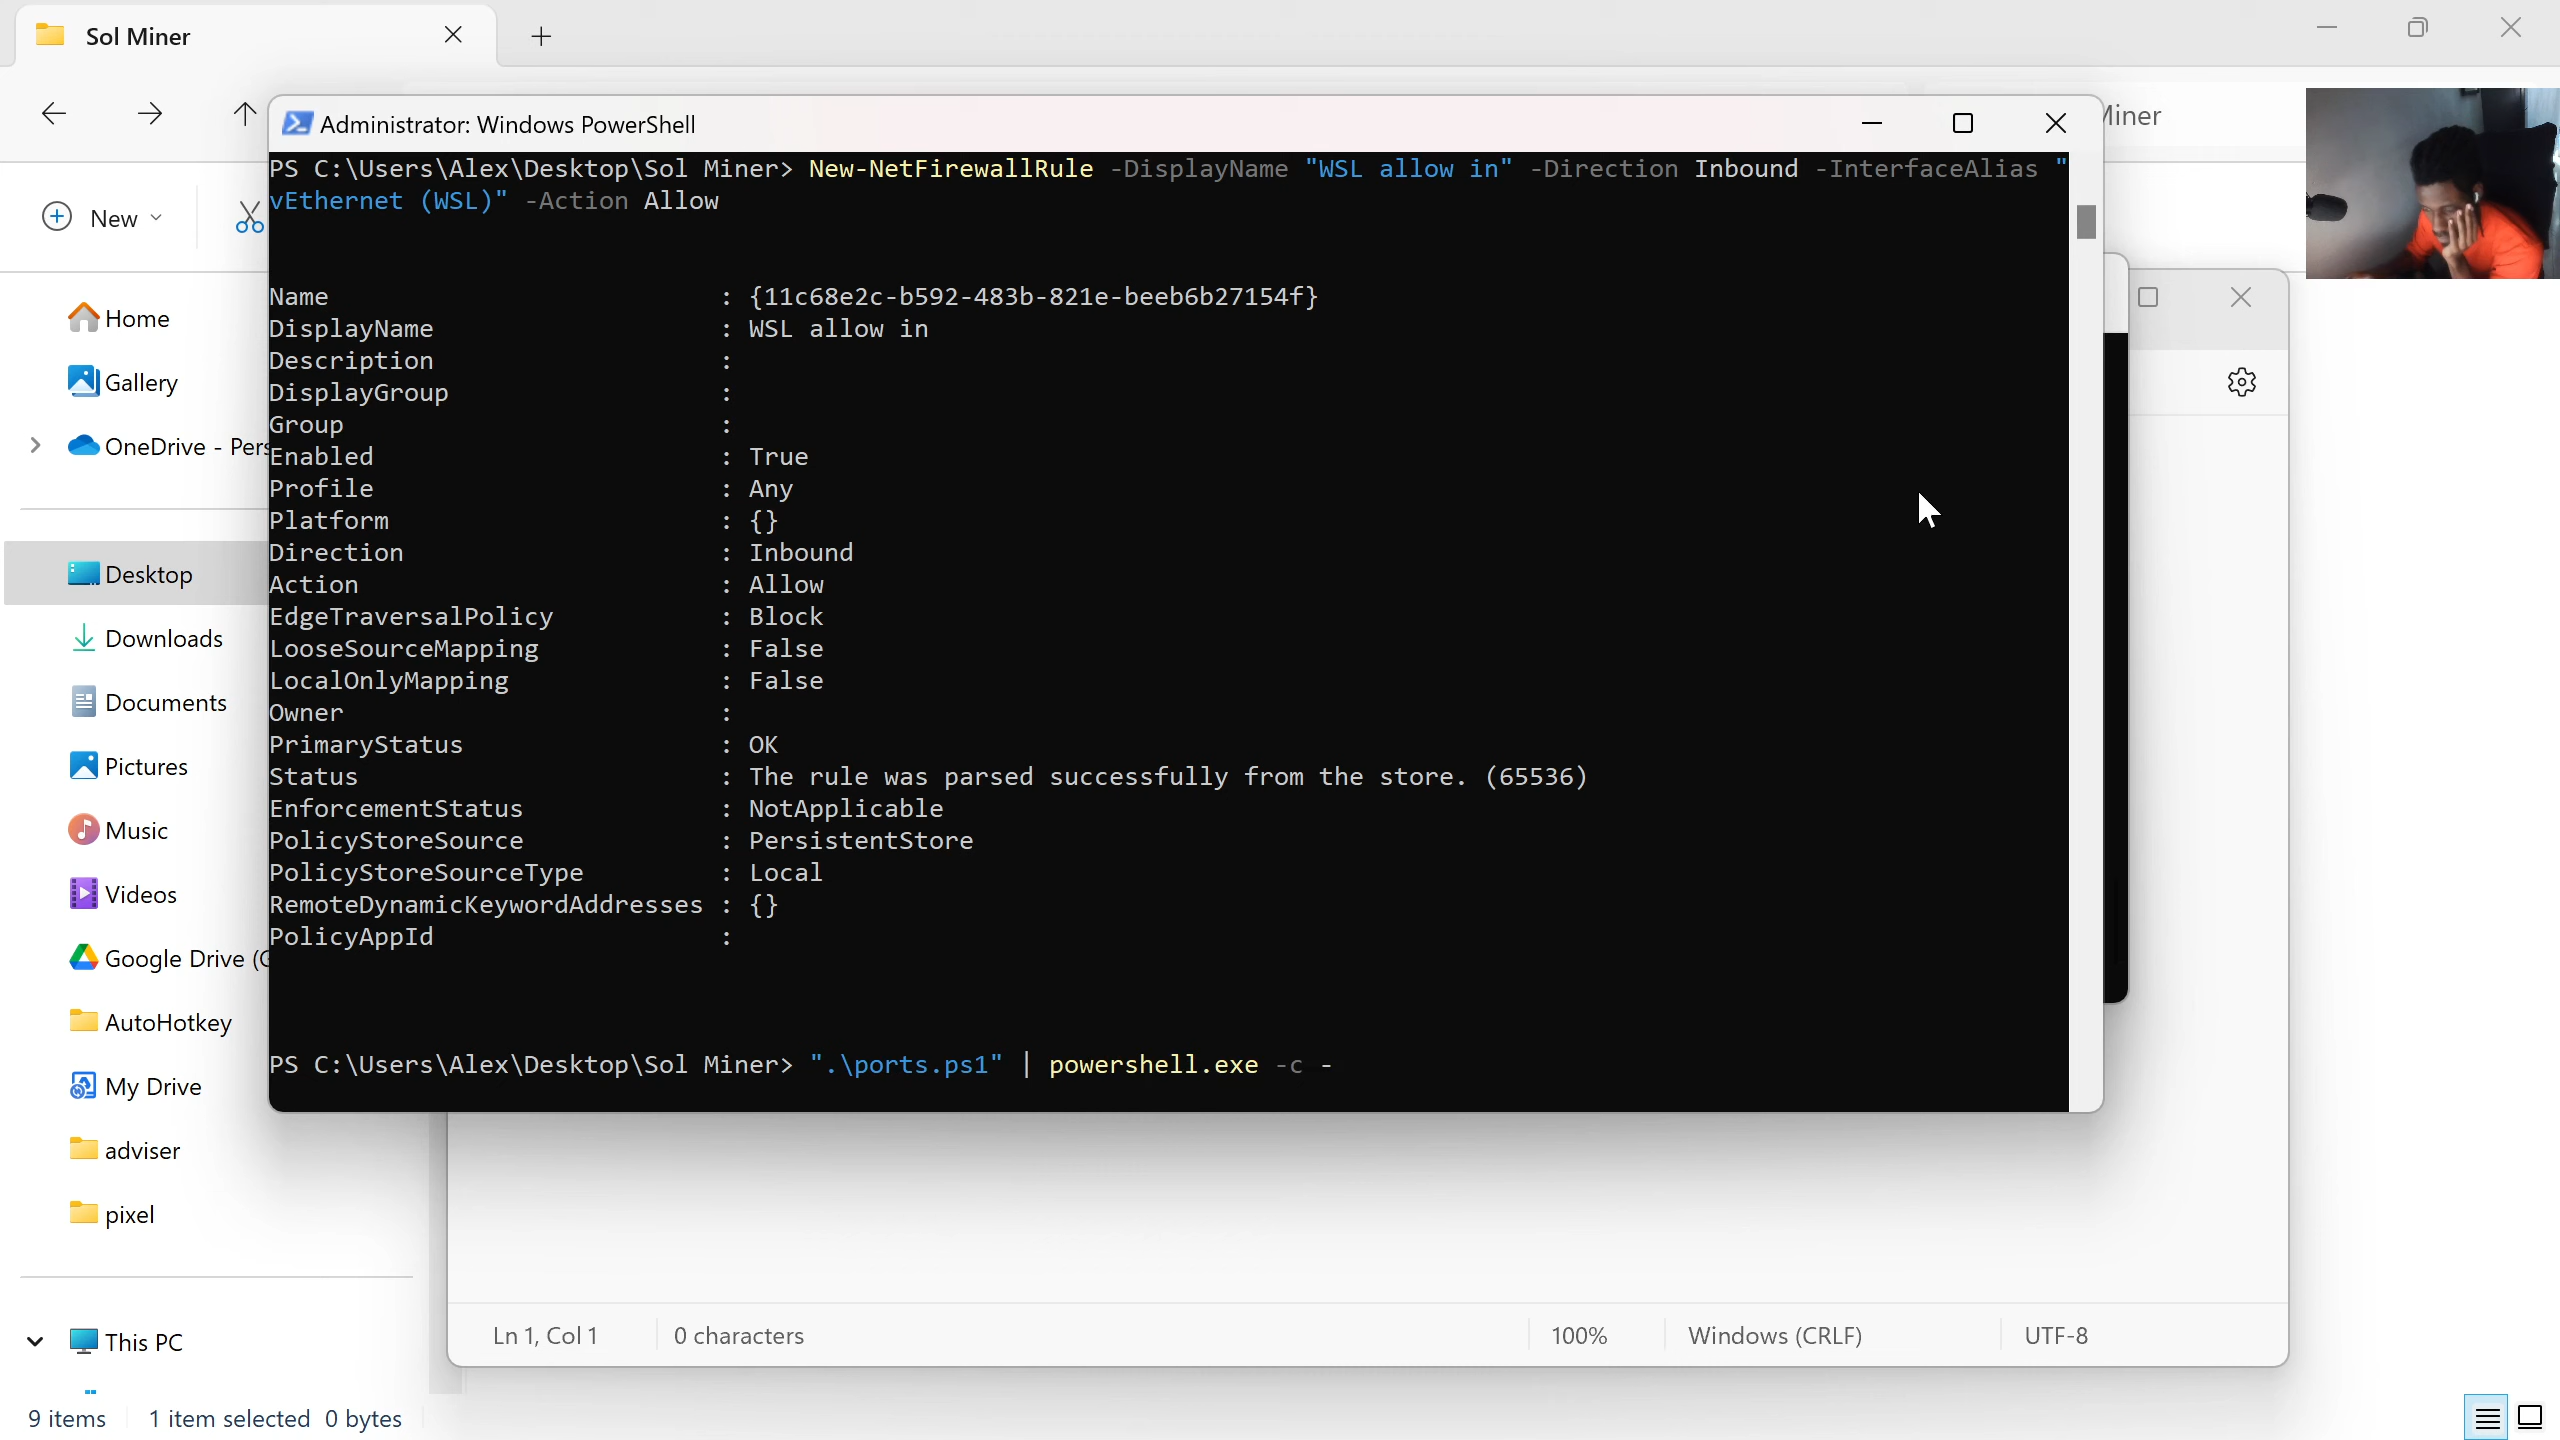 Sol Miner
Miner
Administrator: Windows PowerShell
New
Home
Gallery
OneDrive - Pers
Desktop
Downloads
Documents
Pictures
Music
Videos
Google Drive (G
AutoHotkey
My Drive
adviser
pixel
This PC
PS C:\Users\Alex\Desktop\Sol Miner> New-NetFirewallRule -DisplayName "WSL allow in" -Direction Inbound -InterfaceAlias "
vEthernet (WSL)" -Action Allow
Name : {11c68e2c-b592-483b-821e-beeb6b27154f}
DisplayName : WSL allow in
Description :
DisplayGroup :
Group :
Enabled : True
Profile : Any
Platform : {}
Direction : Inbound
Action : Allow
EdgeTraversalPolicy : Block
LooseSourceMapping : False
LocalOnlyMapping : False
Owner :
PrimaryStatus : OK
Status : The rule was parsed successfully from the store. (65536)
EnforcementStatus : NotApplicable
PolicyStoreSource : PersistentStore
PolicyStoreSourceType : Local
RemoteDynamicKeywordAddresses : {}
PolicyAppId :
PS C:\Users\Alex\Desktop\Sol Miner> ".\ports.ps1" | powershell.exe -c -
Ln 1, Col 1 0 characters 100% Windows (CRLF) UTF-8
9 items 1 item selected 0 bytes